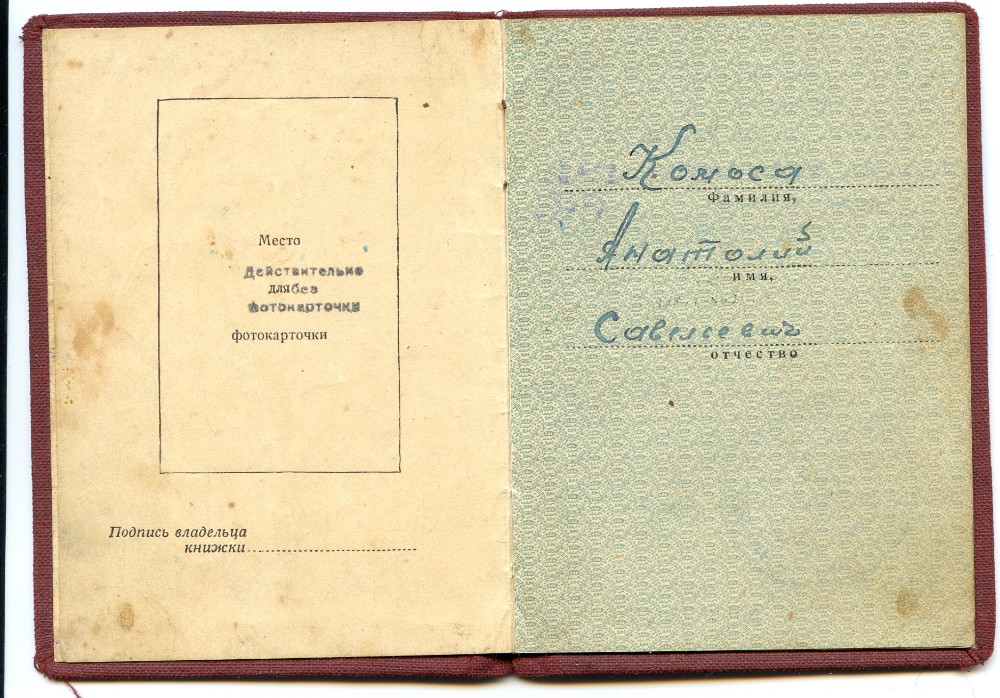 Место
Действительно
для без
фотокарточки
фотокарточки
Подпись владельца
книжки
Комоса
Фамилия,
Анатолий
имя,
Савельевич
отчество